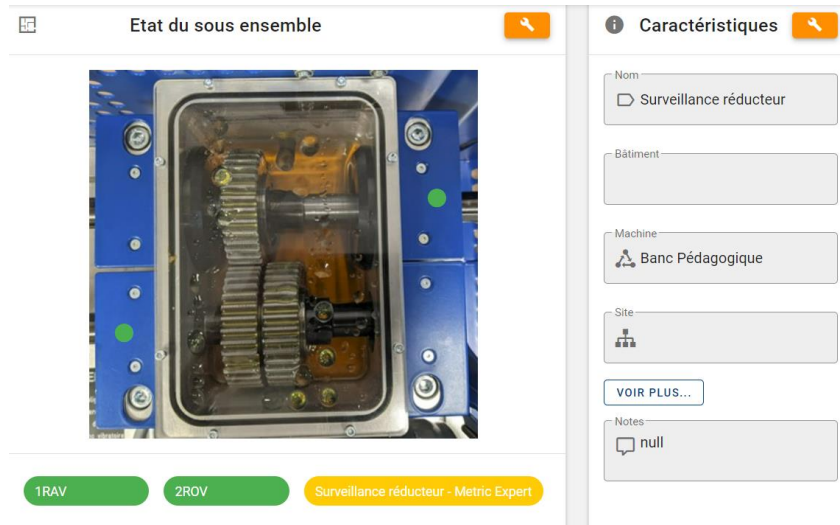 Etat du sous ensemble
1RAV
2ROV
Surveillance réducteur - Metric Expert
Caractéristiques
Nom
Surveillance réducteur
Bâtiment
Machine
Banc Pédagogique
Site
VOIR PLUS...
Notes
null